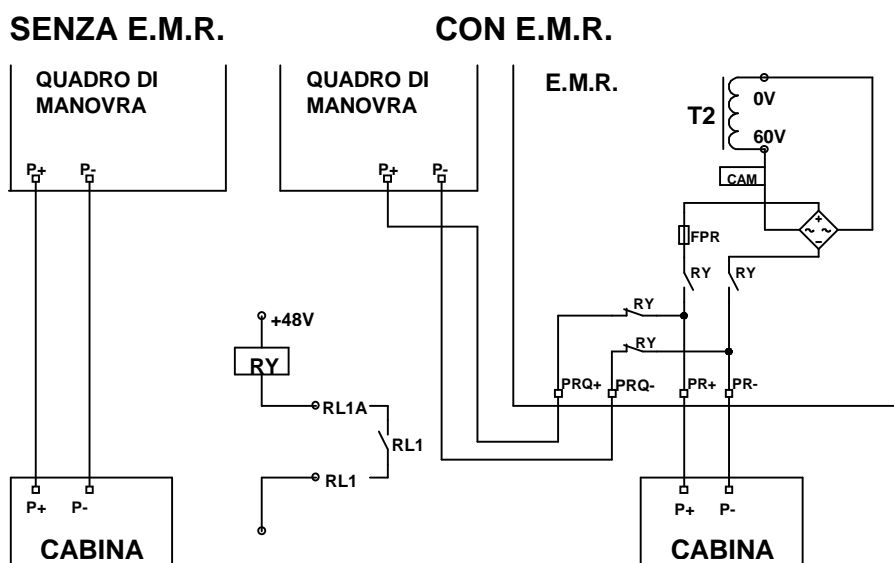 SENZA E.M.R.
CON E.M.R.
QUADRO DI
MANOVRA
P+
P-
P+
P-
CABINA
QUADRO DI
MANOVRA
P+
P-
E.M.R.
T2
0V
60V
CAM
+
~ ~
-
FPR
RY
RY
RY
RY
PRQ+
PRQ-
PR+
PR-
+48V
RY
RL1A
RL1
RL1
P+
P-
CABINA